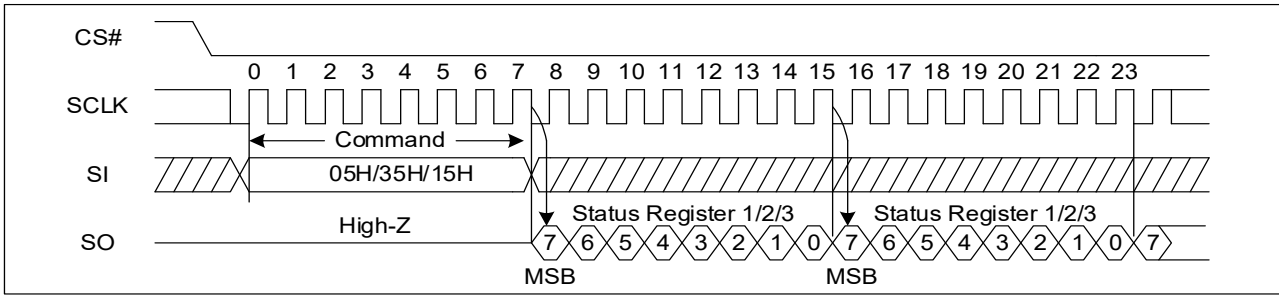 CS#
0 1 2 3 4 5 6 7 8 9 10 11 12 13 14 15 16 17 18 19 20 21 22 23
SCLK
Command
SI
05H/35H/15H
High-Z
Status Register 1/2/3 Status Register 1/2/3
SO
7 6 5 4 3 2 1 0 7 6 5 4 3 2 1 0 7
MSB MSB